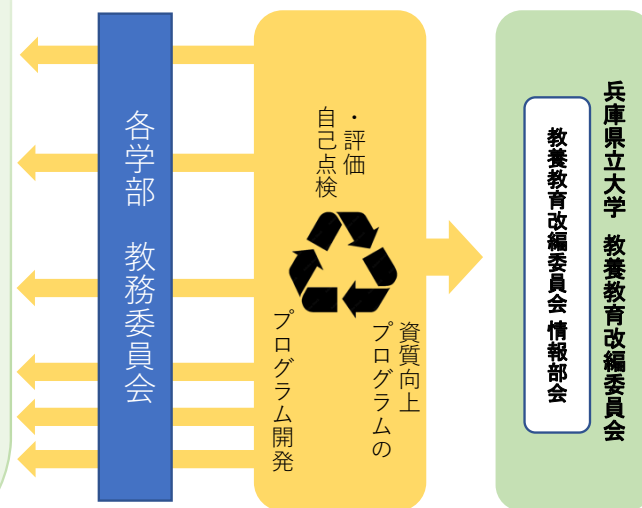 各学部　教務委員会
自己点検
・評価
プログラム開発
プログラムの
資質向上
教養教育改編委員会 情報部会
兵庫県立大学　教養教育改編委員会